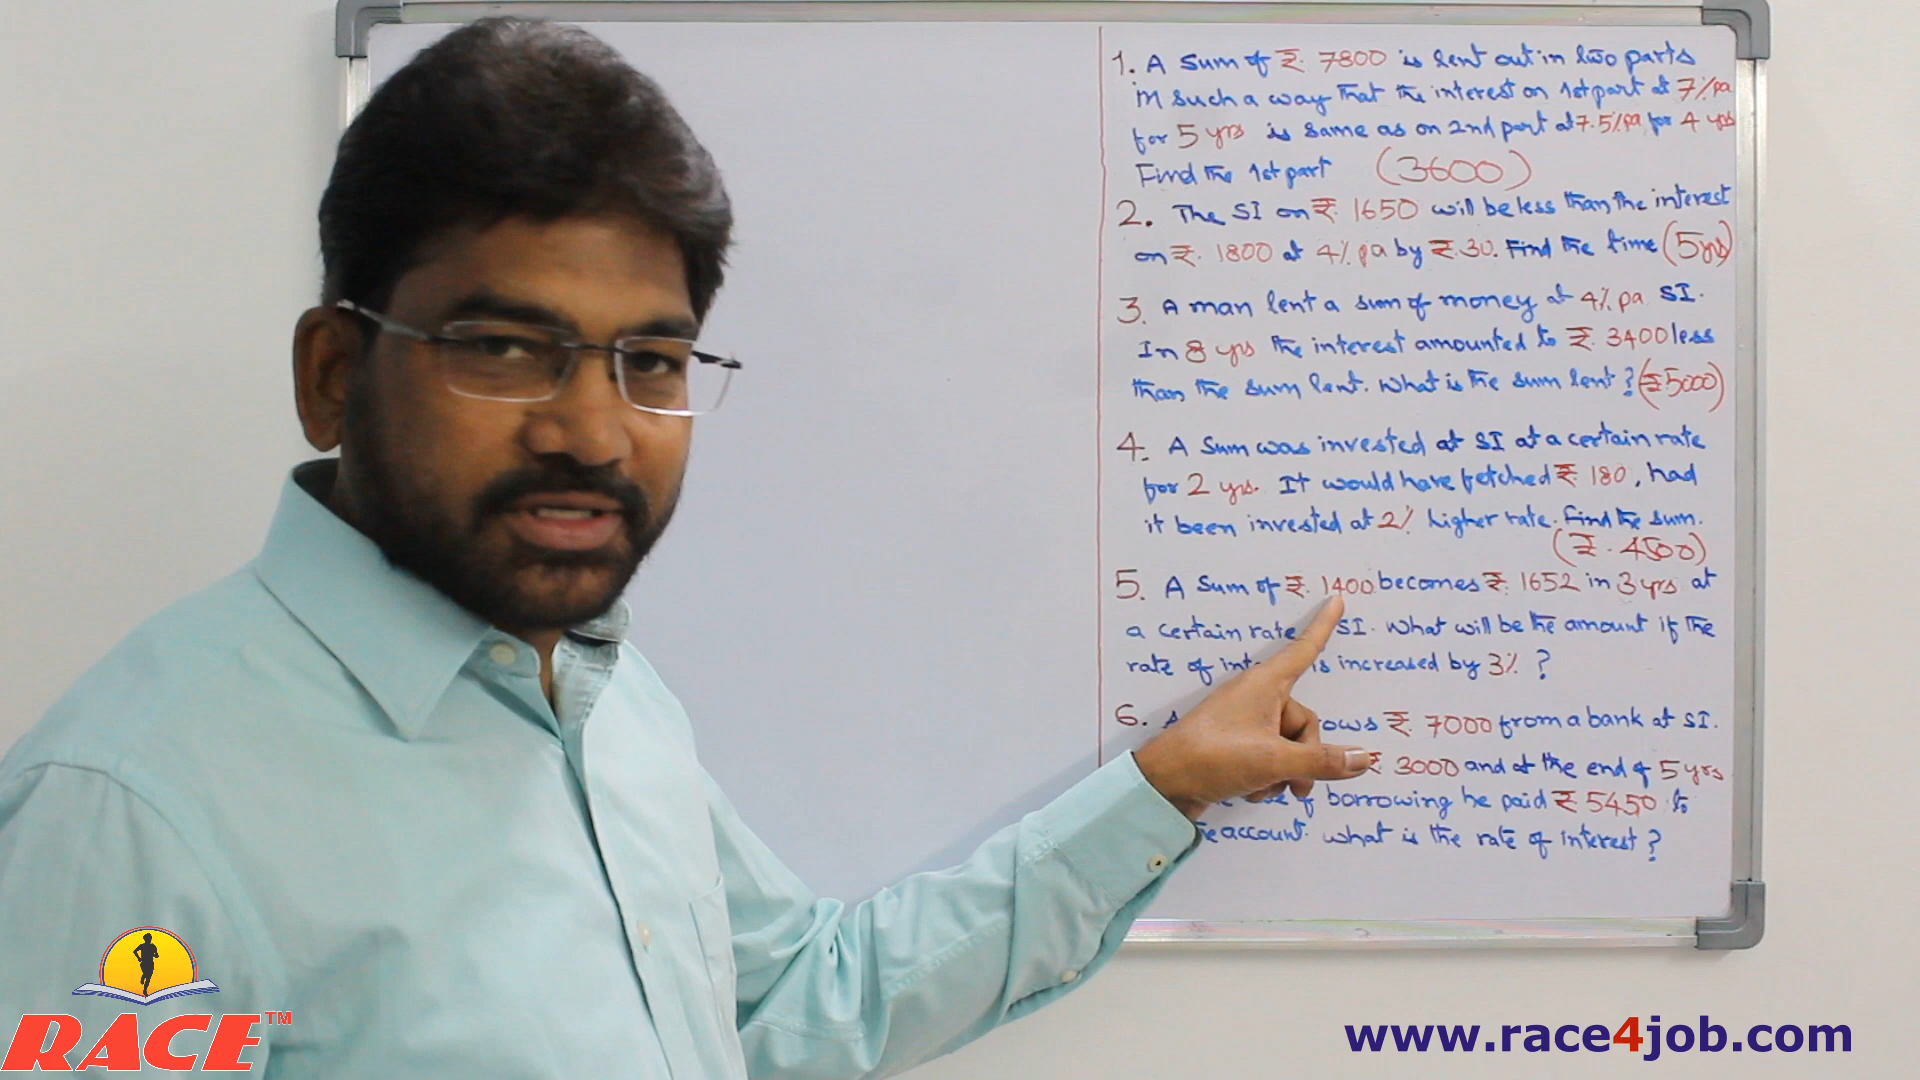 1. A Sum of ₹. 7800 is lent out in two parts
in such a way that the interest on 1st part at 7%pa
for 5 yrs is same as on 2nd part at 7.5%pa for 4 yrs
Find the 1st part (3600)
2. The SI on ₹. 1650 will be less than the interest
on ₹. 1800 at 4% pa by ₹.30. Find the time (5yrs)
3. A man lent a sum of money at 4% pa SI.
In 8 yrs the interest amounted to ₹. 3400 less
than the sum lent. What is the sum lent? (₹5000)
4. A Sum was invested at SI at a certain rate
for 2 yrs. It would have fetched ₹. 180, had
it been invested at 2% higher rate. Find the sum.
(₹. 4500)
5. A Sum of ₹. 1400 becomes ₹. 1652 in 3 yrs at
a certain rate SI. What will be the amount if the
rate of int is increased by 3% ?
6. A rows ₹. 7000 from a bank at SI.
₹ 3000 and at the end of 5 yrs
of borrowing he paid ₹ 5450 to
account. What is the rate of interest?
RACE™
www.race4job.com